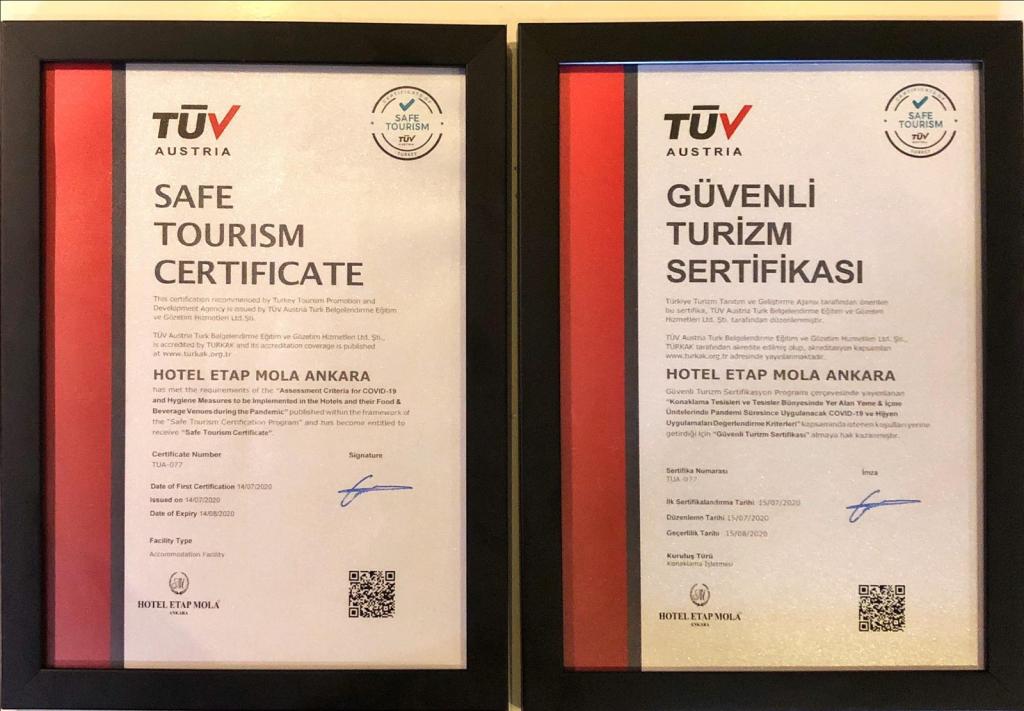 TÜV
AUSTRIA
CERTIFICATE OF
SAFE
TOURISM
TÜV
AUSTRIA
TURKEY
SAFE
TOURISM
CERTIFICATE
This certification recommenced by Turkey Tourism Promotion and
Development Agency is issued by TÜV Austria Turk Belgelendirme Eğitim
ve Gözetim Hizmetleri Ltd. Şti.
TÜV Austria Turk Belgelendirme Eğitim ve Gözetim Hizmetleri Ltd. Şti.,
is accredited by TURKAK and its accreditation coverage is published
at www.turkak.org.tr
HOTEL ETAP MOLA ANKARA
has met the requirements of the "Assessment Criteria for COVID-19
and Hygiene Measures to be Implemented in the Hotels and their Food &
Beverage Venues during the Pandemic" published within the framework of
the "Safe Tourism Certification Program" and has become entitled to
receive "Safe Tourism Certificate".
Certificate Number
TUA-077
Signature
Date of First Certification 14/07/2020
Issued on 14/07/2020
Date of Expiry 14/08/2020
Facility Type
Accommodation Facility
HOTEL ETAP MOLA
ANKARA
TÜV
AUSTRIA
CERTIFICATE OF
SAFE
TOURISM
TÜV
AUSTRIA
TURKEY
GÜVENLİ
TURİZM
SERTİFİKASI
Türkiye Turizm Tanıtım ve Geliştirme Ajansı tarafından önerilen
bu sertifika, TÜV Austria Turk Belgelendirme Eğitim ve Gözetim
Hizmetleri Ltd. Şti. tarafından düzenlenmiştir.
TÜV Austria Turk Belgelendirme Eğitim ve Gözetim Hizmetleri Ltd. Şti.,
TÜRKAK tarafından akredite edilmiş olup, akreditasyon kapsamları
www.turkak.org.tr adresinde yayınlanmaktadır.
HOTEL ETAP MOLA ANKARA
Güvenli Turizm Sertifikasyon Programı çerçevesinde yayınlanan
"Konaklama Tesisleri ve Tesisler Bünyesinde Yer Alan Yeme & İçme
Ünitelerinde Pandemi Süresince Uygulanacak COVID-19 ve Hijyen
Uygulamaları Değerlendirme Kriterleri" kapsamında istenen koşulları yerine
getirdiği için "Güvenli Turizm Sertifikası" almaya hak kazanmıştır.
Sertifika Numarası
TUA-077
İmza
İlk Sertifikalandırma Tarihi 15/07/2020
Düzenleme Tarihi 15/07/2020
Geçerlilik Tarihi 15/08/2020
Kuruluş Türü
Konaklama İşletmesi
HOTEL ETAP MOLA
ANKARA